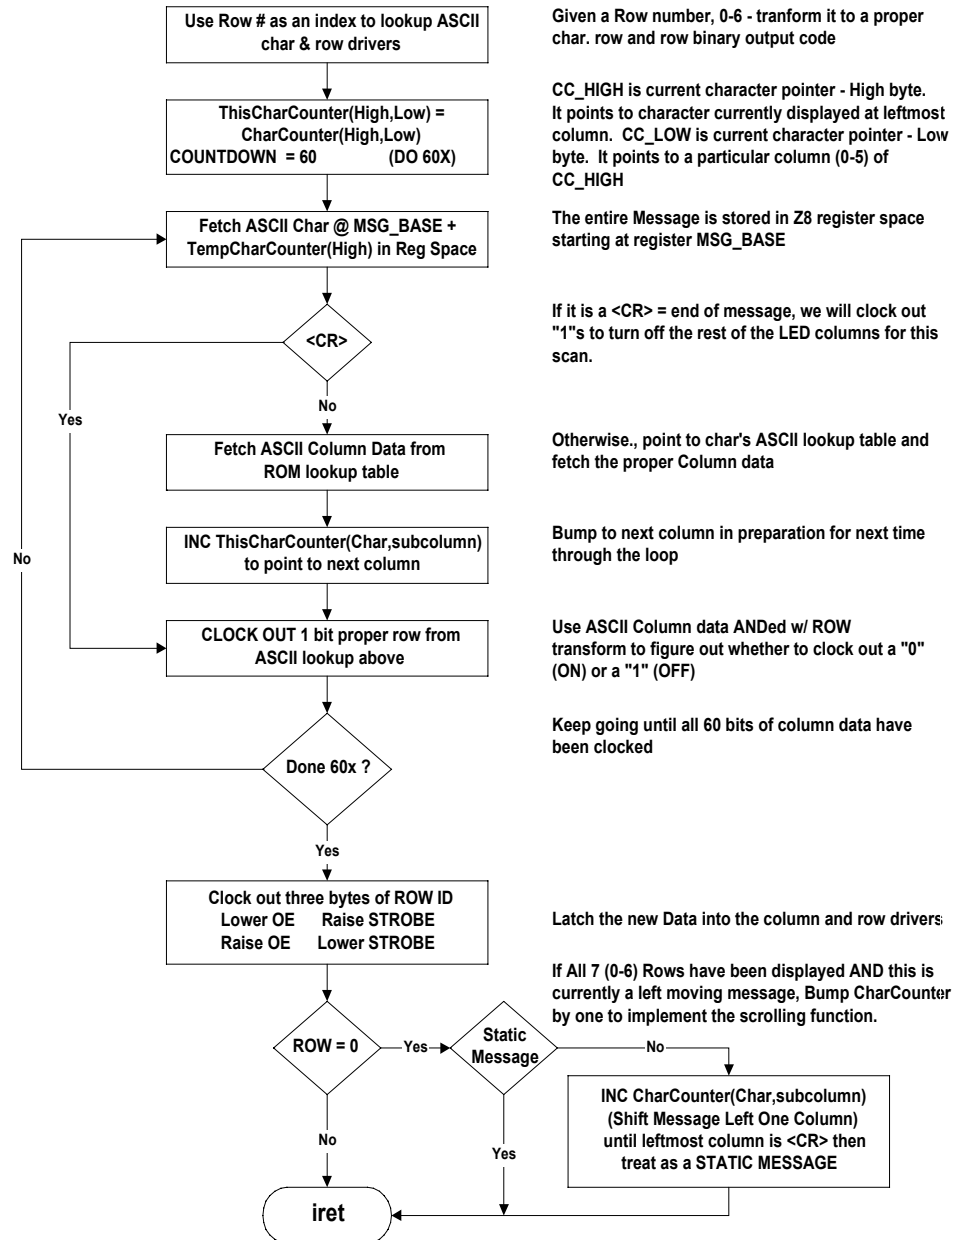 Use Row # as an index to lookup ASCII
char & row drivers
Given a Row number, 0-6 - tranform it to a proper
char. row and row binary output code
ThisCharCounter(High,Low) =
CharCounter(High,Low)
COUNTDOWN = 60 (DO 60X)
CC_HIGH is current character pointer - High byte.
It points to character currently displayed at leftmost
column. CC_LOW is current character pointer - Low
byte. It points to a particular column (0-5) of
CC_HIGH
Fetch ASCII Char @ MSG_BASE +
TempCharCounter(High) in Reg Space
The entire Message is stored in Z8 register space
starting at register MSG_BASE
<CR>
If it is a <CR> = end of message, we will clock out
"1"s to turn off the rest of the LED columns for this
scan.
Yes
No
Fetch ASCII Column Data from
ROM lookup table
Otherwise., point to char's ASCII lookup table and
fetch the proper Column data
INC ThisCharCounter(Char,subcolumn)
to point to next column
Bump to next column in preparation for next time
through the loop
No
CLOCK OUT 1 bit proper row from
ASCII lookup above
Use ASCII Column data ANDed w/ ROW
transform to figure out whether to clock out a "0"
(ON) or a "1" (OFF)
Done 60x ?
Keep going until all 60 bits of column data have
been clocked
Yes
Clock out three bytes of ROW ID
Lower OE Raise STROBE
Raise OE Lower STROBE
Latch the new Data into the column and row drivers
If All 7 (0-6) Rows have been displayed AND this is
currently a left moving message, Bump CharCounter
by one to implement the scrolling function.
ROW = 0
Yes
Static
Message
No
INC CharCounter(Char,subcolumn)
(Shift Message Left One Column)
until leftmost column is <CR> then
treat as a STATIC MESSAGE
No
Yes
iret